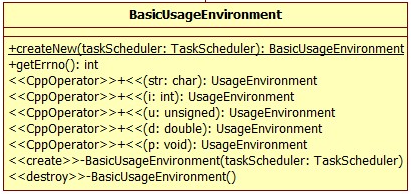 BasicUsageEnvironment
+createNew(taskScheduler: TaskScheduler): BasicUsageEnvironment
+getErrno(): int
<<CppOperator>>+<<(str: char): UsageEnvironment
<<CppOperator>>+<<(i: int): UsageEnvironment
<<CppOperator>>+<<(u: unsigned): UsageEnvironment
<<CppOperator>>+<<(d: double): UsageEnvironment
<<CppOperator>>+<<(p: void): UsageEnvironment
<<create>>-BasicUsageEnvironment(taskScheduler: TaskScheduler)
<<destroy>>-BasicUsageEnvironment()